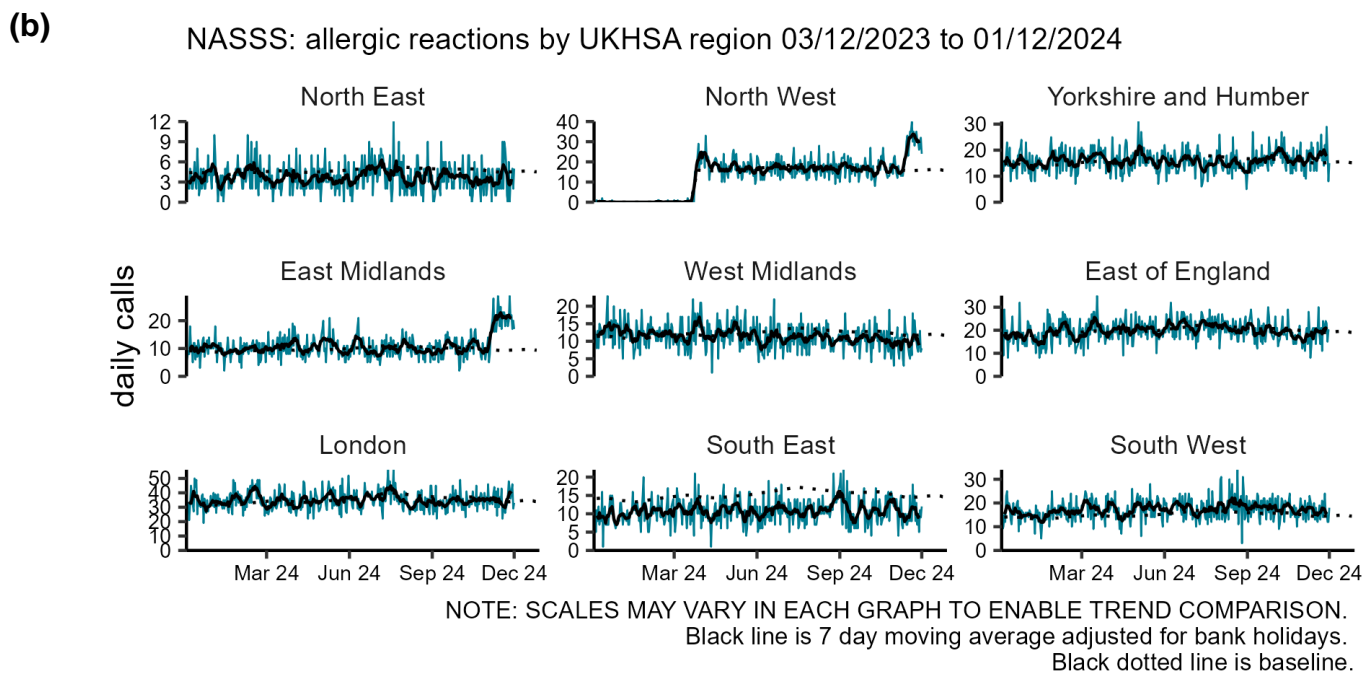 (b)
NASSS: allergic reactions by UKHSA region 03/12/2023 to 01/12/2024
daily calls
North East
12
9
6
3
0
North West
40
30
20
10
0
Yorkshire and Humber
30
20
10
0
East Midlands
20
10
0
West Midlands
20
15
10
5
0
East of England
30
20
10
0
London
50
40
30
20
10
0
Mar 24 Jun 24 Sep 24 Dec 24
South East
20
15
10
5
0
Mar 24 Jun 24 Sep 24 Dec 24
South West
30
20
10
0
Mar 24 Jun 24 Sep 24 Dec 24
NOTE: SCALES MAY VARY IN EACH GRAPH TO ENABLE TREND COMPARISON.
Black line is 7 day moving average adjusted for bank holidays.
Black dotted line is baseline.